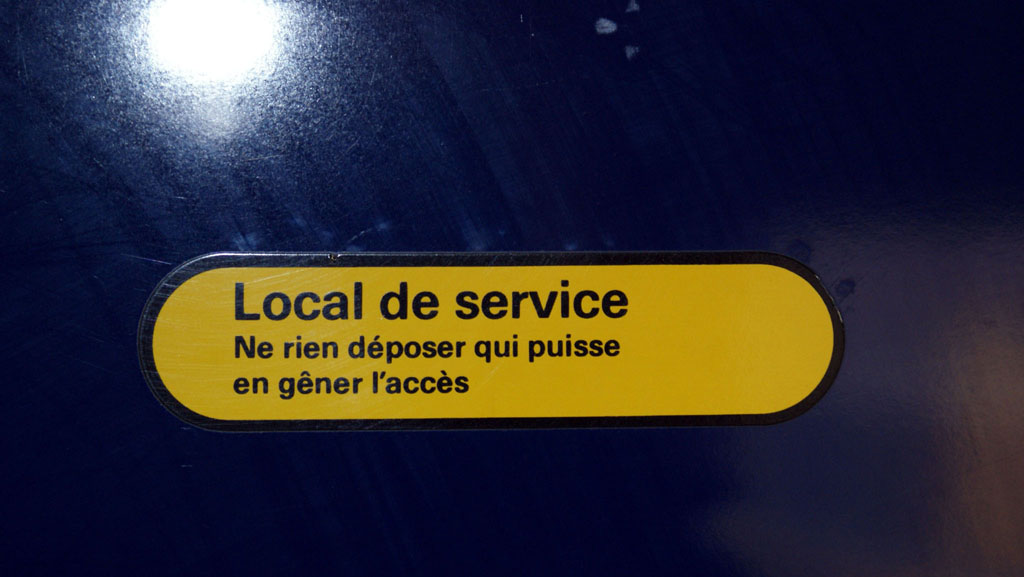 Local de service
Ne rien déposer qui puisse
en gêner l'accès